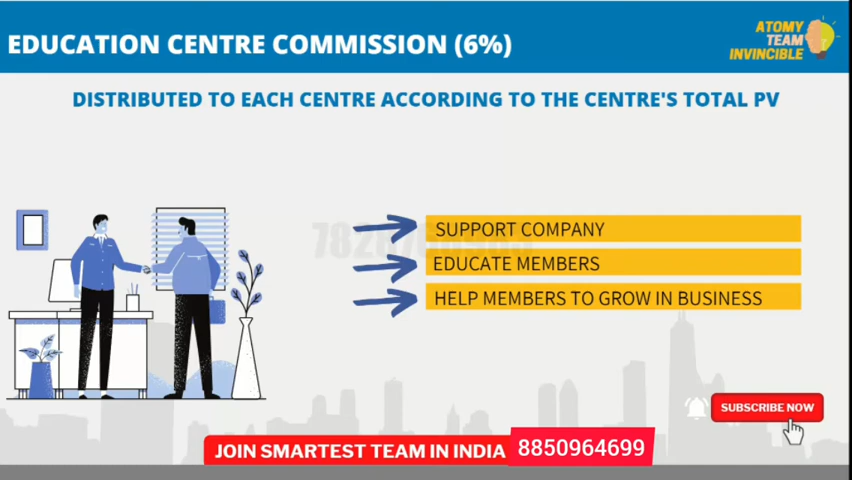 EDUCATION CENTRE COMMISSION (6%)
ATOMY
TEAM
INVINCIBLE
DISTRIBUTED TO EACH CENTRE ACCORDING TO THE CENTRE'S TOTAL PV
SUPPORT COMPANY
EDUCATE MEMBERS
HELP MEMBERS TO GROW IN BUSINESS
SUBSCRIBE NOW
JOIN SMARTEST TEAM IN INDIA 8850964699